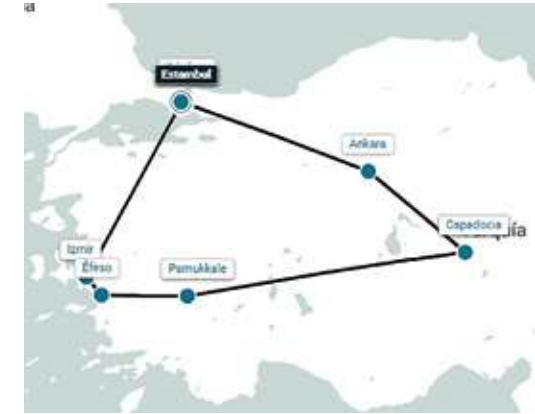 a
Estambul
Ankara
Capadocia
quía
Izmir
Éfeso
Pamukkale